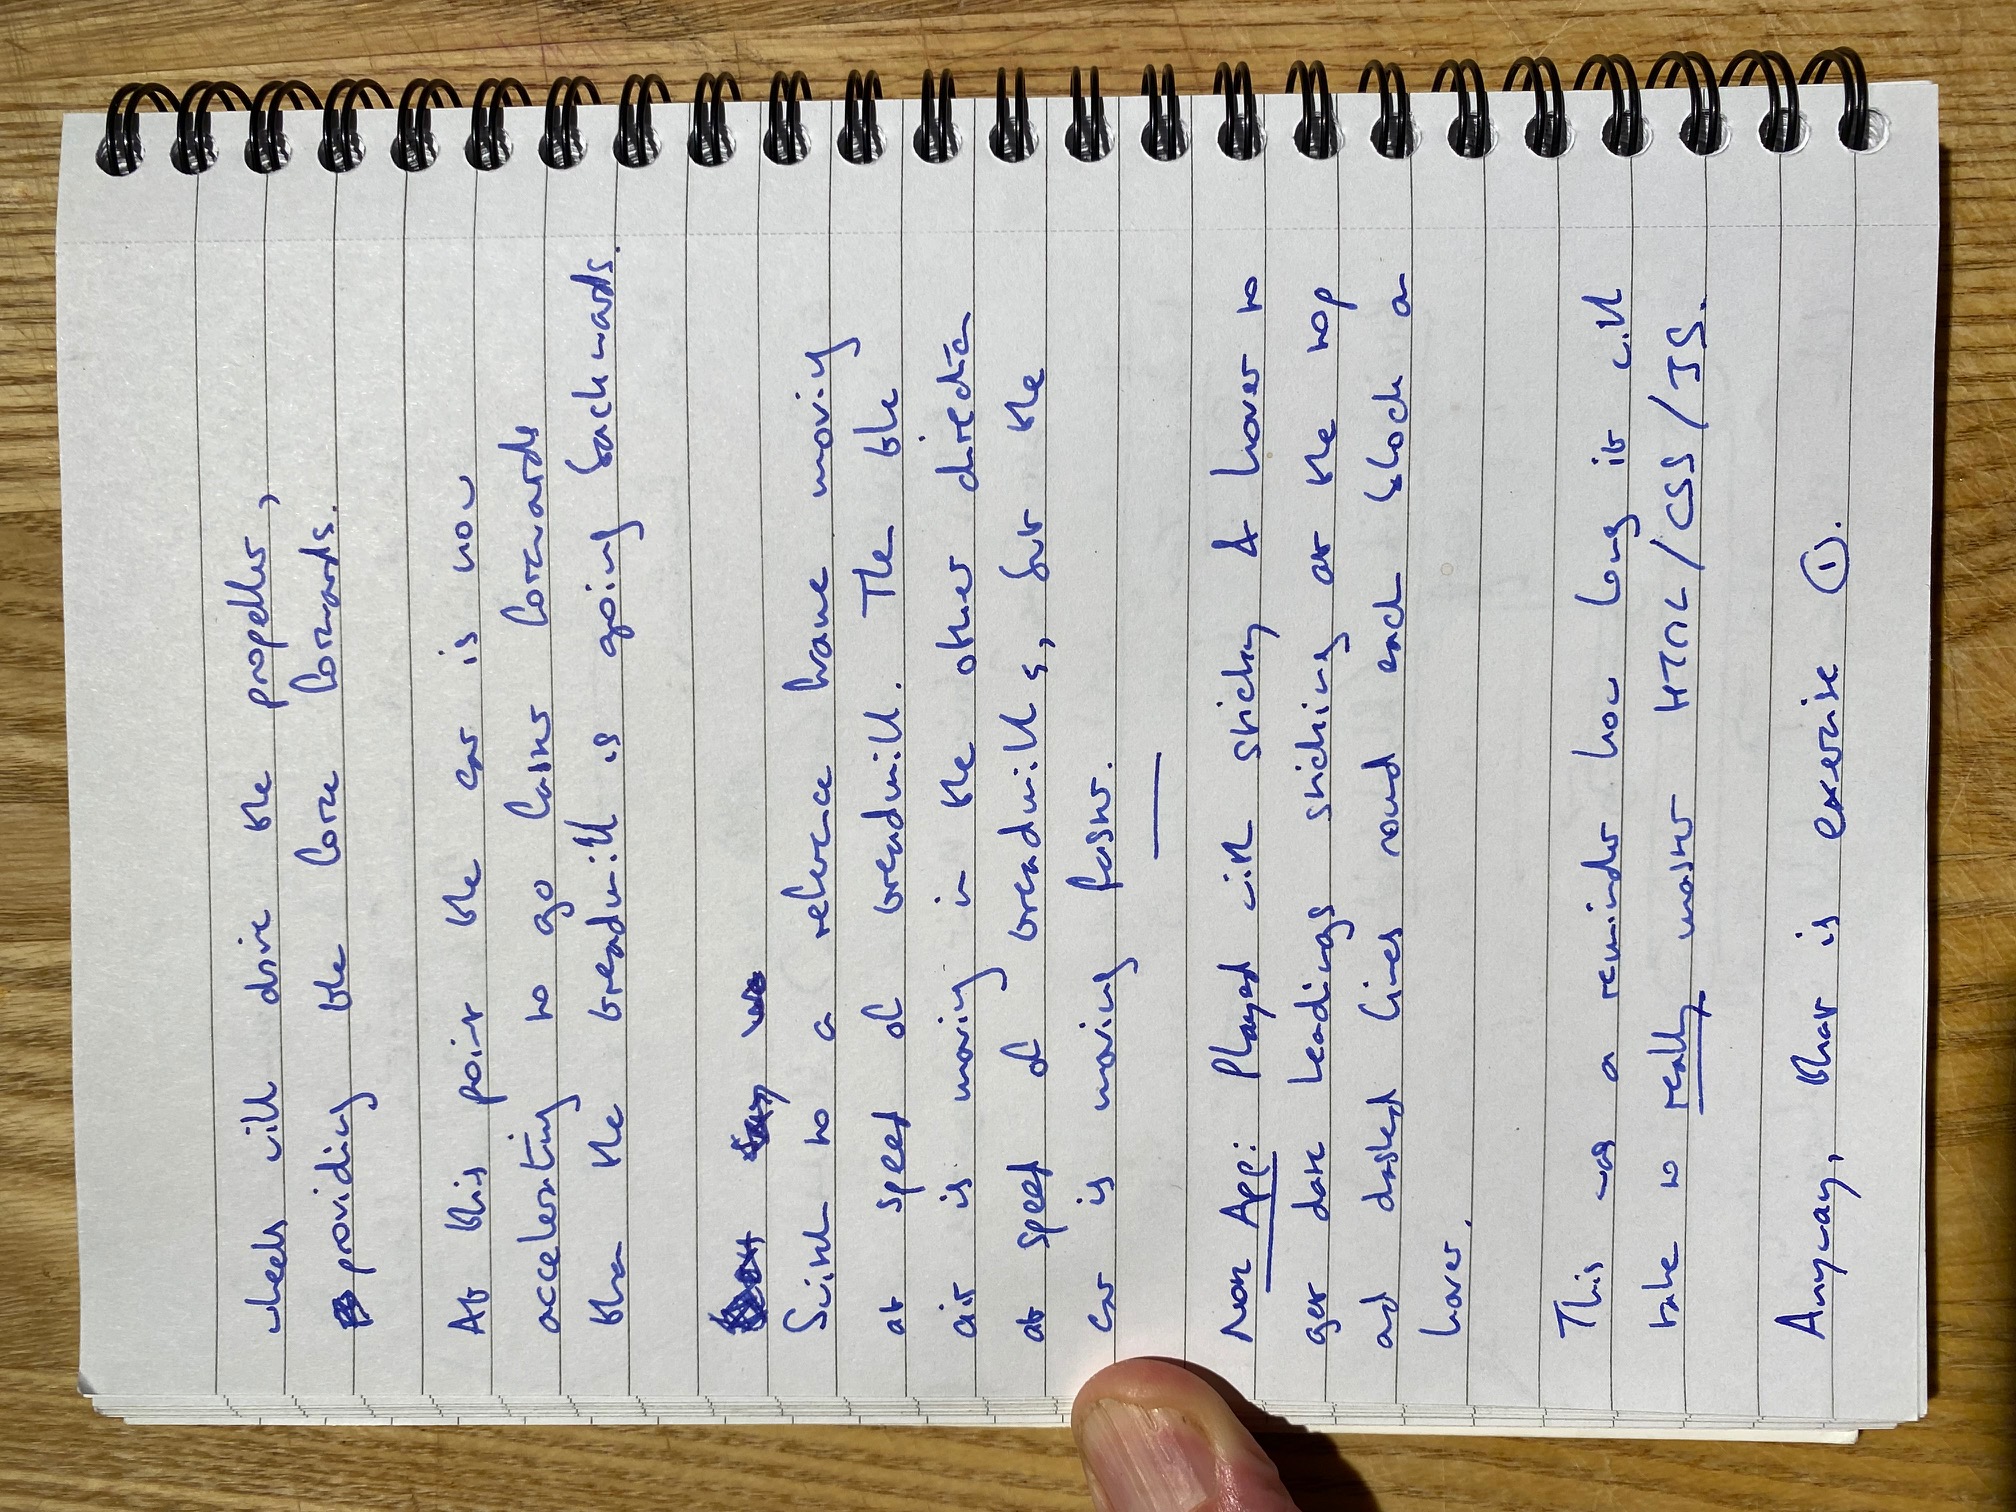 wheels will drive the propeller,
providing the force forwards.
At this point the car is now
accelerating to go faster forwards
than the treadmill is going backwards.
Switch to a reference frame moving
at speed of treadmill. The the
air is moving in the other direction
at speed of treadmill s, but the
car is moving faster.
Note App: Played with sticky & hover to
get date headings sticking at the top
and dashed lines round each block on
hover.
This was a reminder how long it will
take to really master HTML/CSS/JS.
Anyway, that is exercise ①.